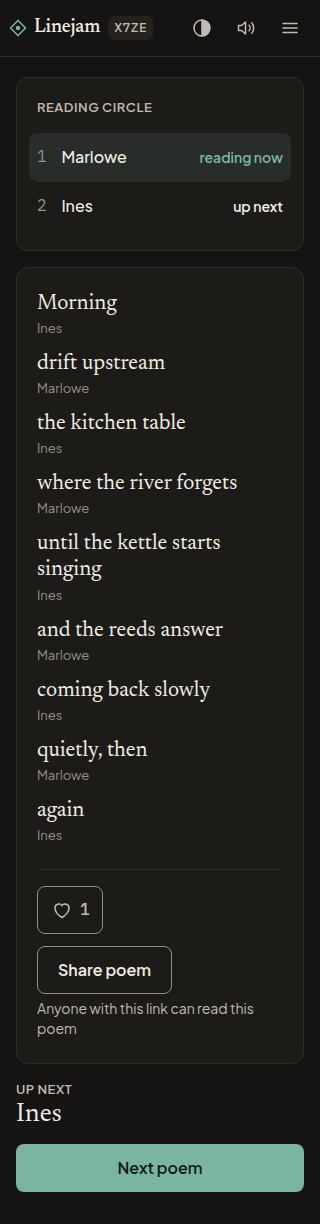 Linejam X7ZE
READING CIRCLE
1 Marlowe reading now
2 Ines up next
Morning
Ines
drift upstream
Marlowe
the kitchen table
Ines
where the river forgets
Marlowe
until the kettle starts
singing
Ines
and the reeds answer
Marlowe
coming back slowly
Ines
quietly, then
Marlowe
again
Ines
1
Share poem
Anyone with this link can read this
poem
UP NEXT
Ines
Next poem